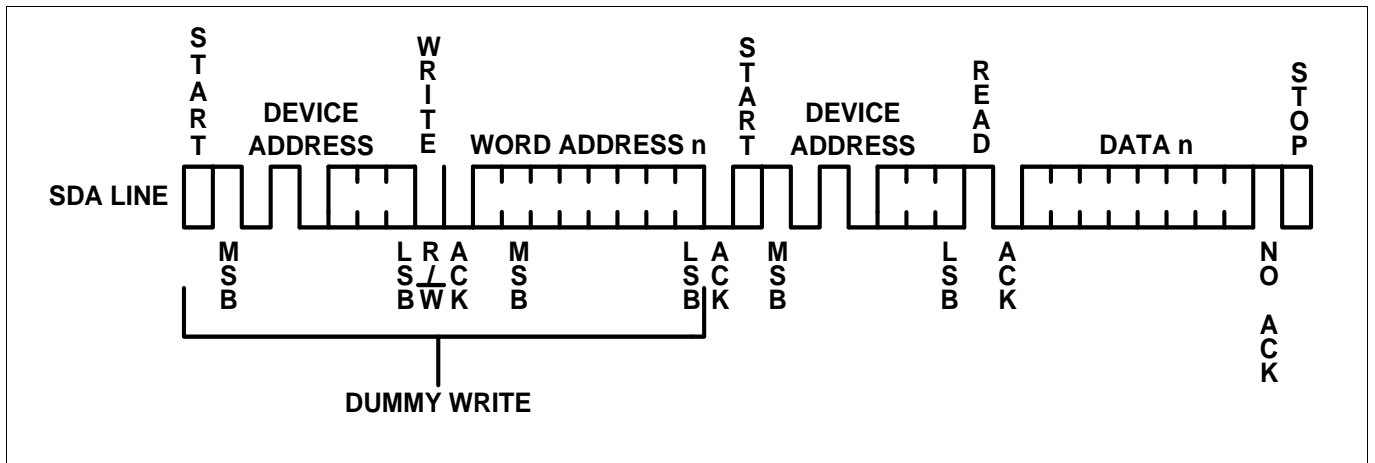 START
DEVICE
ADDRESS
WRITE
WORD ADDRESS n
START
DEVICE
ADDRESS
READ
DATA n
STOP
SDA LINE
MSB
LSB
R/W
ACK
MSB
LSB
ACK
MSB
LSB
ACK
NO ACK
DUMMY WRITE